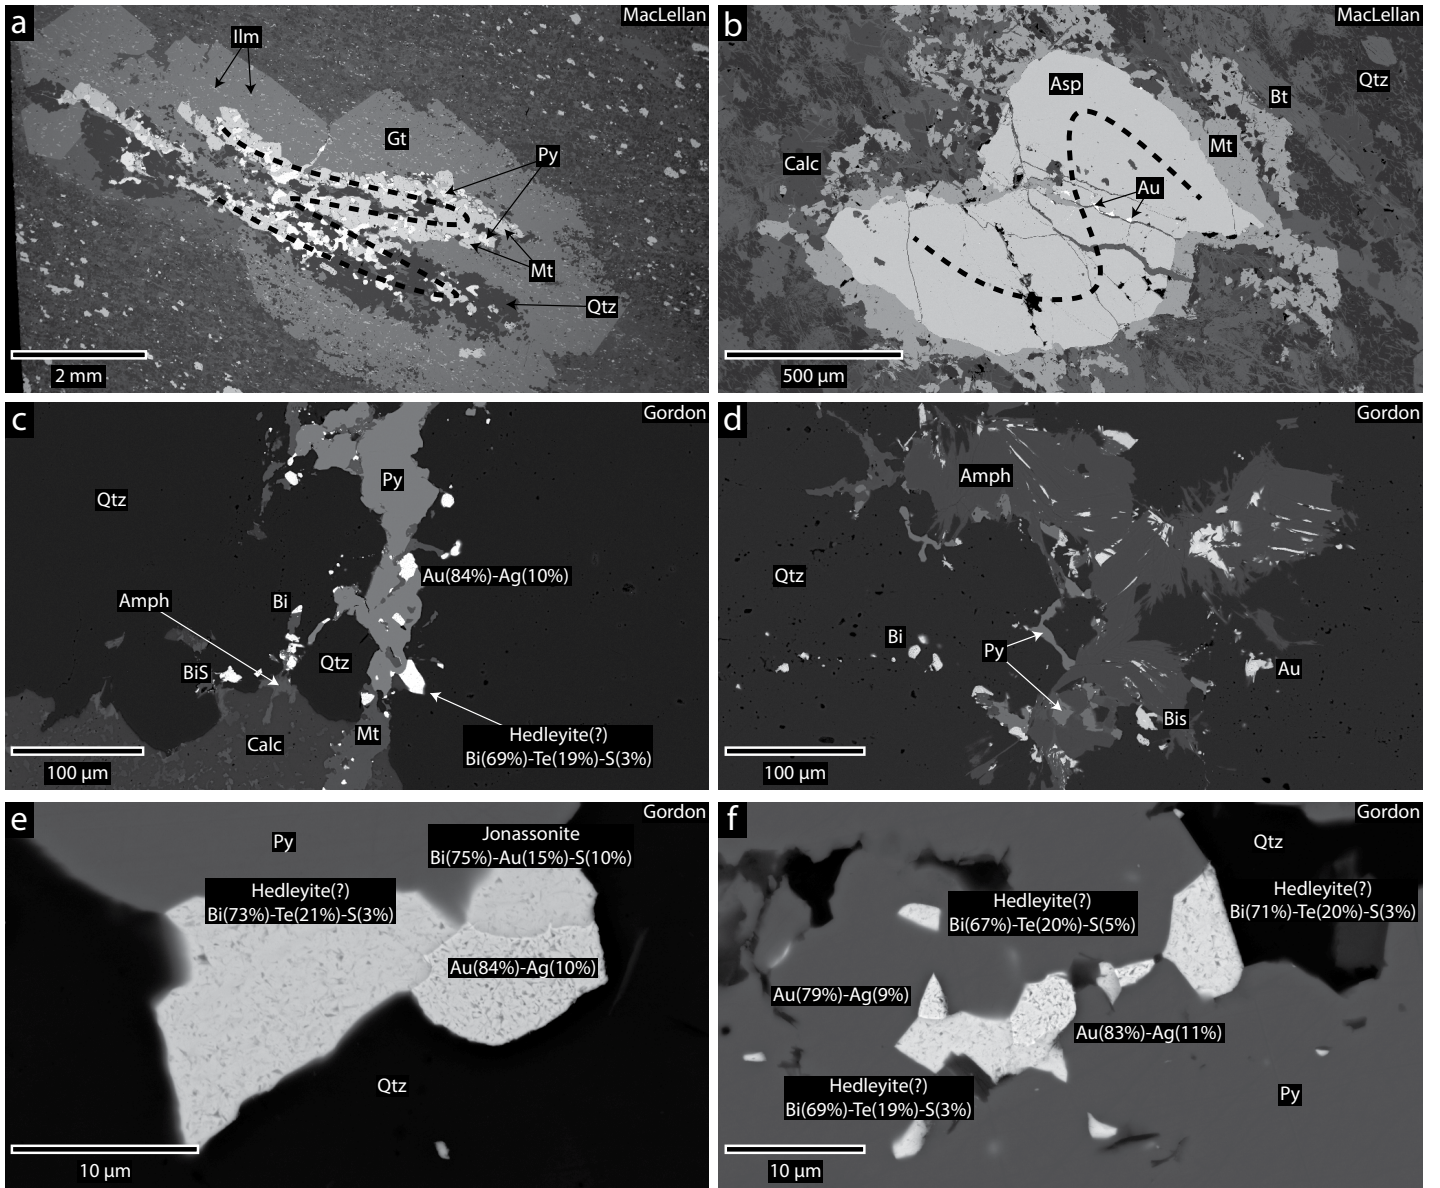 a
MacLellan
Ilm
Gt
Py
Mt
Qtz
2 mm
b
MacLellan
Asp
Qtz
Bt
Mt
Calc
Au
500 µm
c
Gordon
Py
Qtz
Au(84%)-Ag(10%)
Amph
Bi
Qtz
BiS
Hedleyite(?)
Bi(69%)-Te(19%)-S(3%)
Mt
Calc
100 µm
d
Gordon
Amph
Qtz
Bi
Py
Au
Bis
100 µm
e
Gordon
Py
Jonassonite
Bi(75%)-Au(15%)-S(10%)
Hedleyite(?)
Bi(73%)-Te(21%)-S(3%)
Au(84%)-Ag(10%)
Qtz
10 µm
f
Gordon
Qtz
Hedleyite(?)
Bi(71%)-Te(20%)-S(3%)
Hedleyite(?)
Bi(67%)-Te(20%)-S(5%)
Au(79%)-Ag(9%)
Au(83%)-Ag(11%)
Hedleyite(?)
Bi(69%)-Te(19%)-S(3%)
Py
10 µm